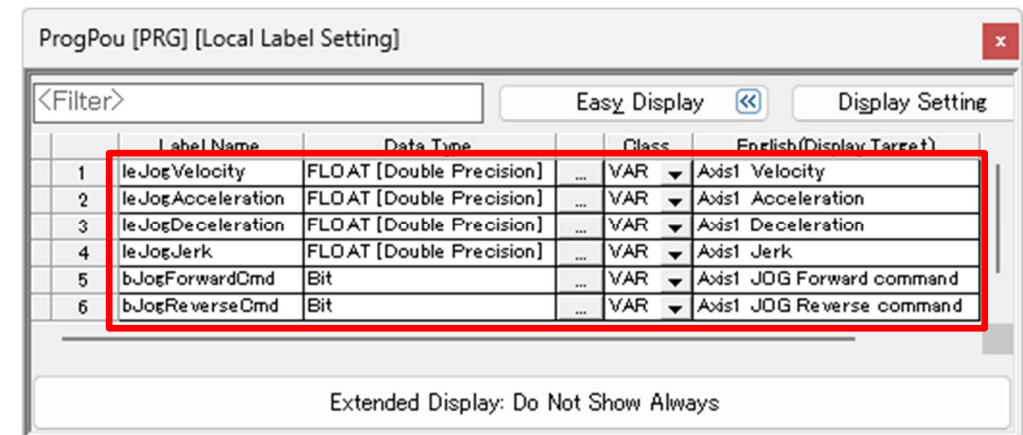 ProgPou [PRG] [Local Label Setting]
x
<Filter> Easy Display Display Setting
Label Name Data Type Class English(Display Target)
1 leJogVelocity FLOAT [Double Precision] ... VAR Axis1 Velocity
2 leJogAcceleration FLOAT [Double Precision] ... VAR Axis1 Acceleration
3 leJogDeceleration FLOAT [Double Precision] ... VAR Axis1 Deceleration
4 leJogJerk FLOAT [Double Precision] ... VAR Axis1 Jerk
5 bJogForwardCmd Bit ... VAR Axis1 JOG Forward command
6 bJogReverseCmd Bit ... VAR Axis1 JOG Reverse command
Extended Display: Do Not Show Always